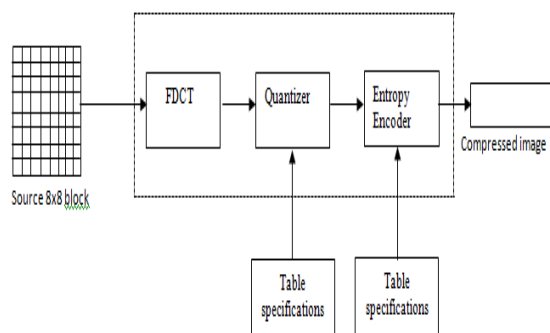 FDCT
Quantizer
Entropy
Encoder
Source 8x8 block
Compressed image
Table
specifications
Table
specifications